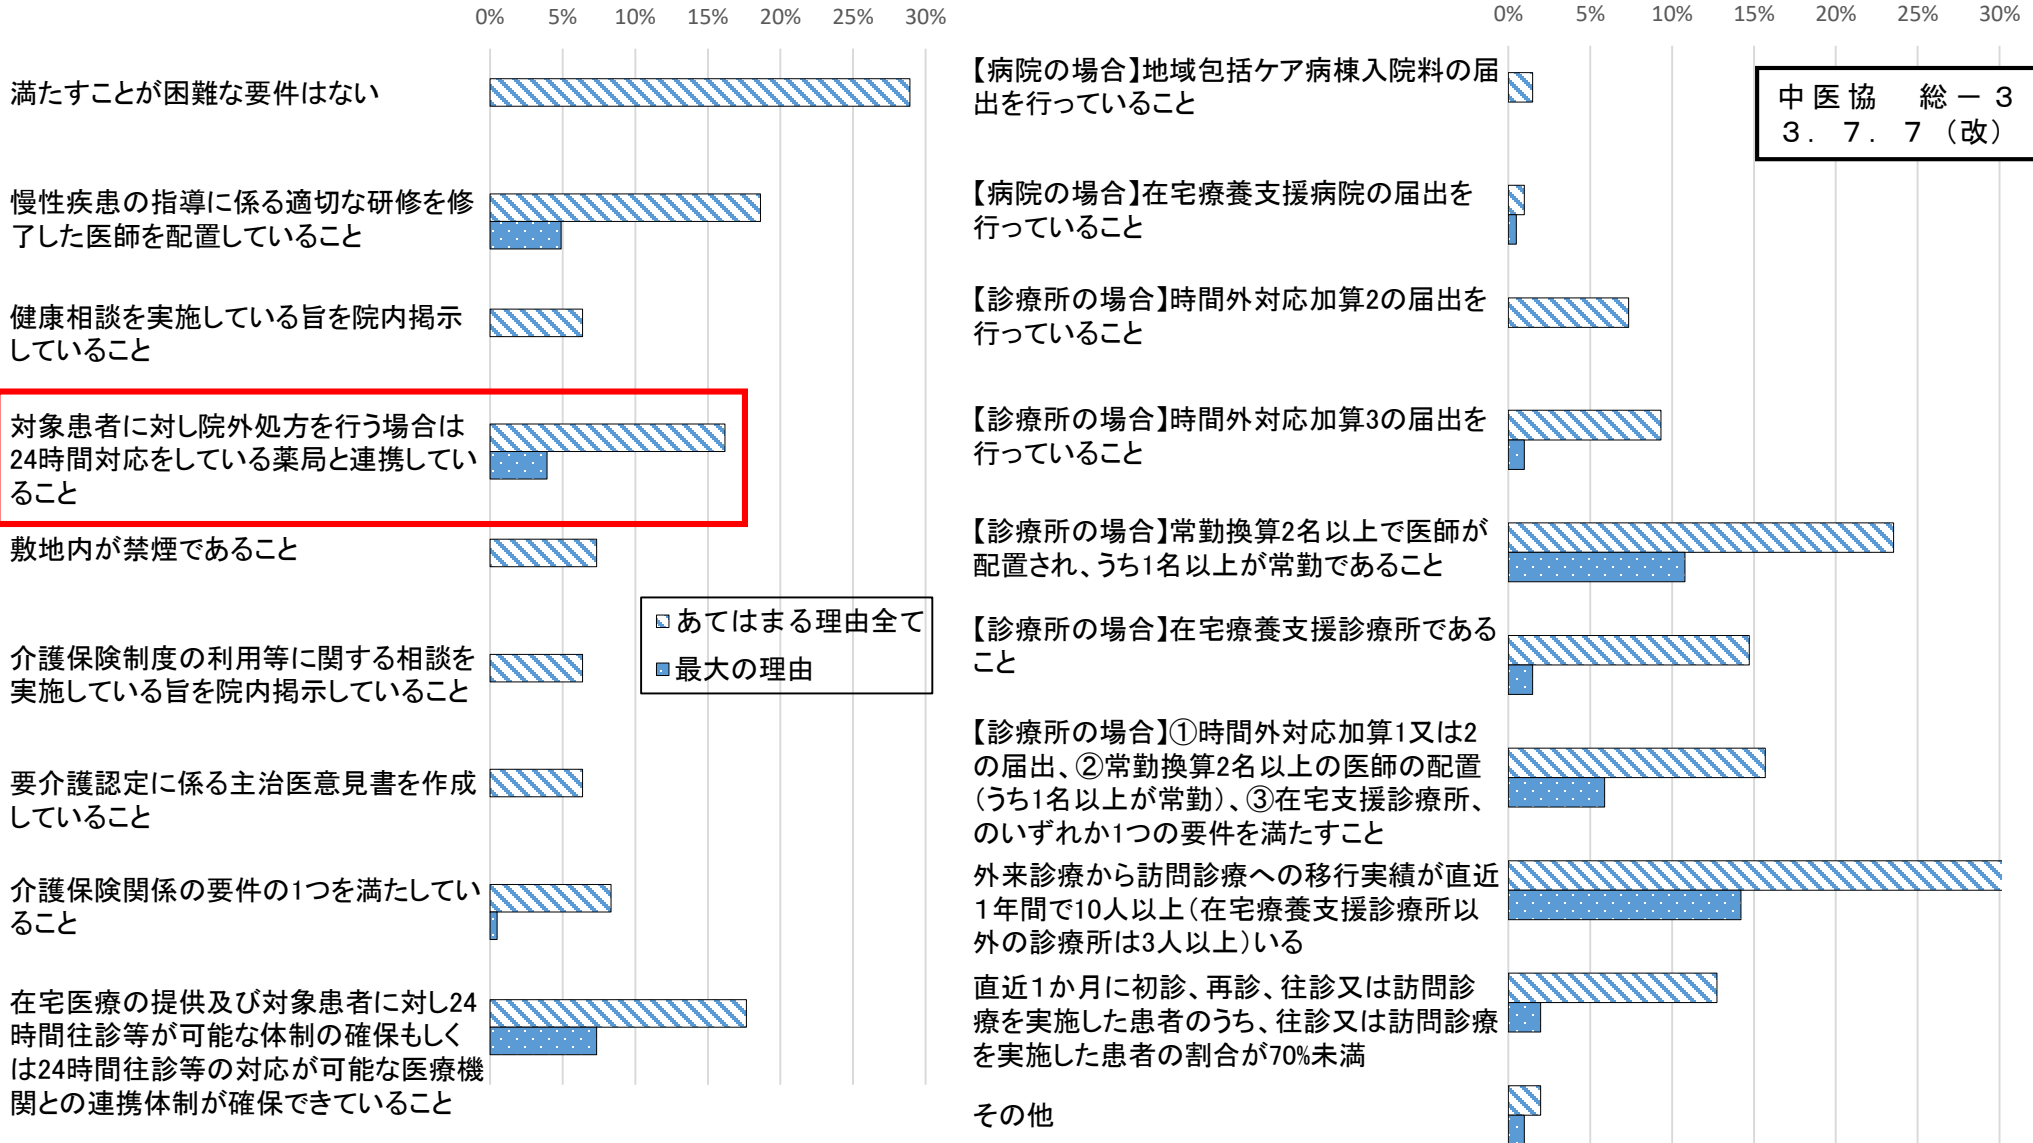 0% 5% 10% 15% 20% 25% 30%
満たすことが困難な要件はない
慢性疾患の指導に係る適切な研修を修
了した医師を配置していること
健康相談を実施している旨を院内掲示
していること
対象患者に対し院外処方を行う場合は
24時間対応をしている薬局と連携してい
ること
敷地内が禁煙であること
介護保険制度の利用等に関する相談を
実施している旨を院内掲示していること
要介護認定に係る主治医意見書を作成
していること
介護保険関係の要件の1つを満たしてい
ること
在宅医療の提供及び対象患者に対し24
時間往診等が可能な体制の確保もしく
は24時間往診等の対応が可能な医療機
関との連携体制が確保できていること
あてはまる理由全て
最大の理由
0% 5% 10% 15% 20% 25% 30%
中医協 総－３
３．７．７（改）
【病院の場合】地域包括ケア病棟入院料の届
出を行っていること
【病院の場合】在宅療養支援病院の届出を
行っていること
【診療所の場合】時間外対応加算2の届出を
行っていること
【診療所の場合】時間外対応加算3の届出を
行っていること
【診療所の場合】常勤換算2名以上で医師が
配置され、うち1名以上が常勤であること
【診療所の場合】在宅療養支援診療所である
こと
【診療所の場合】①時間外対応加算1又は2
の届出、②常勤換算2名以上の医師の配置
（うち1名以上が常勤）、③在宅支援診療所、
のいずれか1つの要件を満たすこと
外来診療から訪問診療への移行実績が直近
１年間で10人以上（在宅療養支援診療所以
外の診療所は3人以上）いる
直近１か月に初診、再診、往診又は訪問診
療を実施した患者のうち、往診又は訪問診療
を実施した患者の割合が70%未満
その他